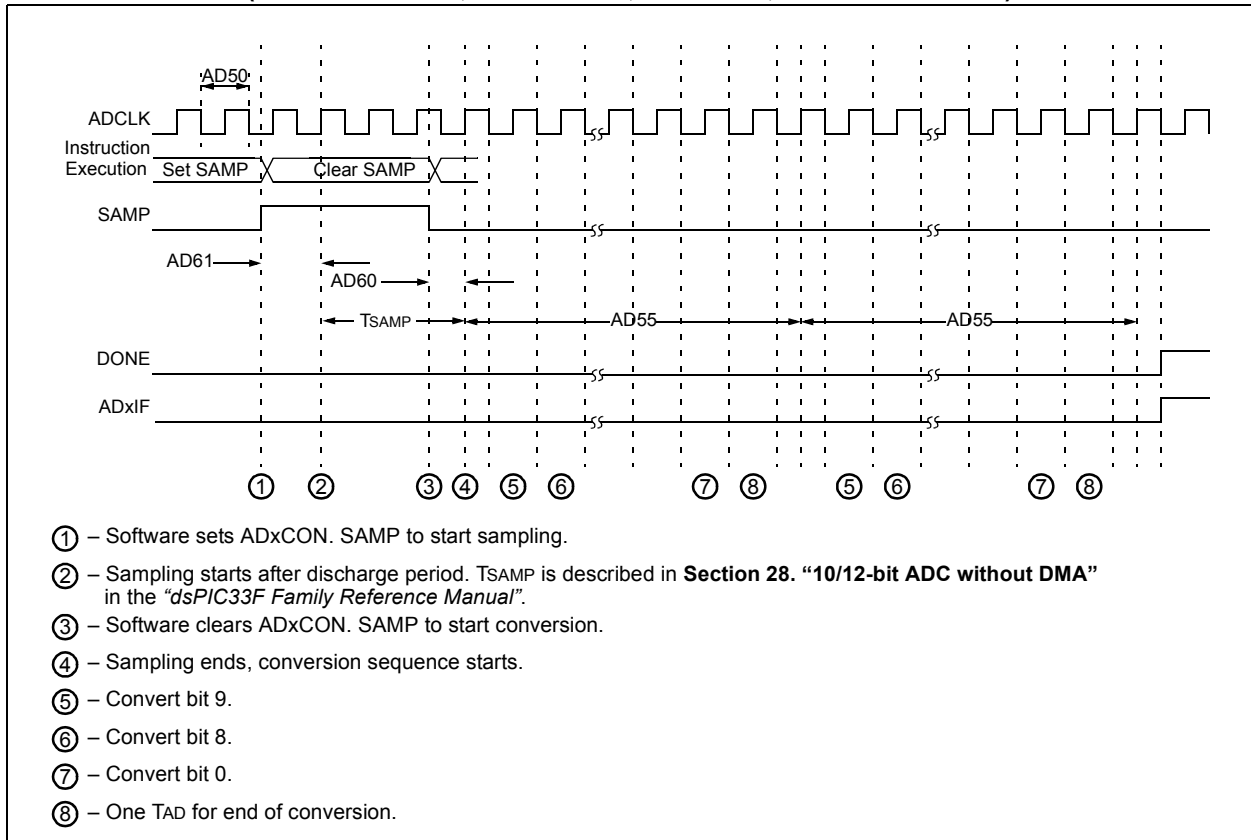 AD50
ADCLK
Instruction
Execution Set SAMP Clear SAMP
SAMP
AD61
AD60
TSAMP AD55 AD55
DONE
ADxIF
1 2 3 4 5 6 7 8 5 6 7 8
1 – Software sets ADxCON. SAMP to start sampling.
2 – Sampling starts after discharge period. TSAMP is described in Section 28. “10/12-bit ADC without DMA”
in the “dsPIC33F Family Reference Manual”.
3 – Software clears ADxCON. SAMP to start conversion.
4 – Sampling ends, conversion sequence starts.
5 – Convert bit 9.
6 – Convert bit 8.
7 – Convert bit 0.
8 – One TAD for end of conversion.